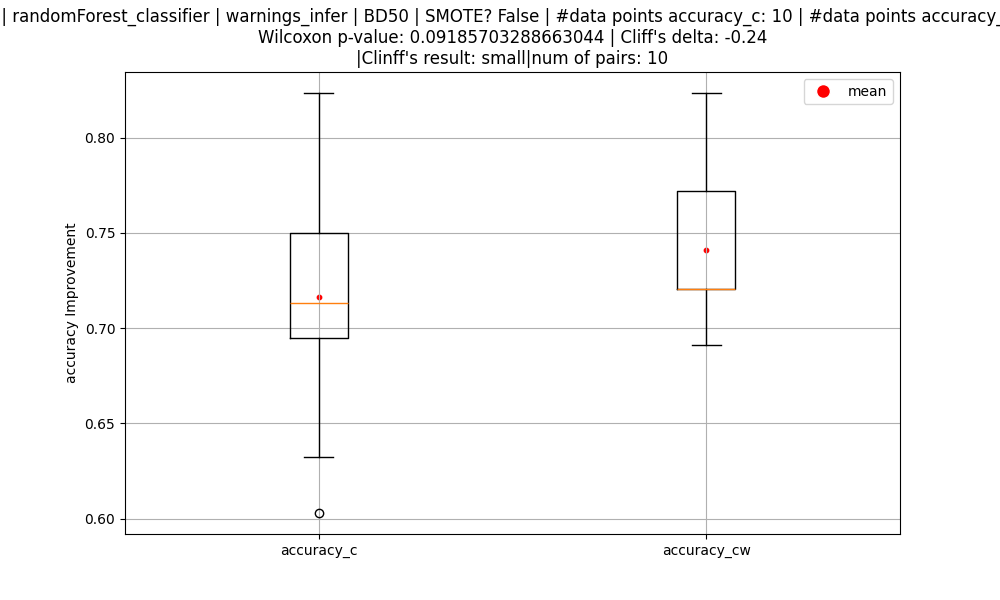 | randomForest_classifier | warnings_infer | BD50 | SMOTE? False | #data points accuracy_c: 10 | #data points accuracy_
Wilcoxon p-value: 0.09185703288663044 | Cliff's delta: -0.24
|Clinff's result: small|num of pairs: 10
mean
0.80
0.75
0.70
0.65
0.60
accuracy Improvement
accuracy_c
accuracy_cw